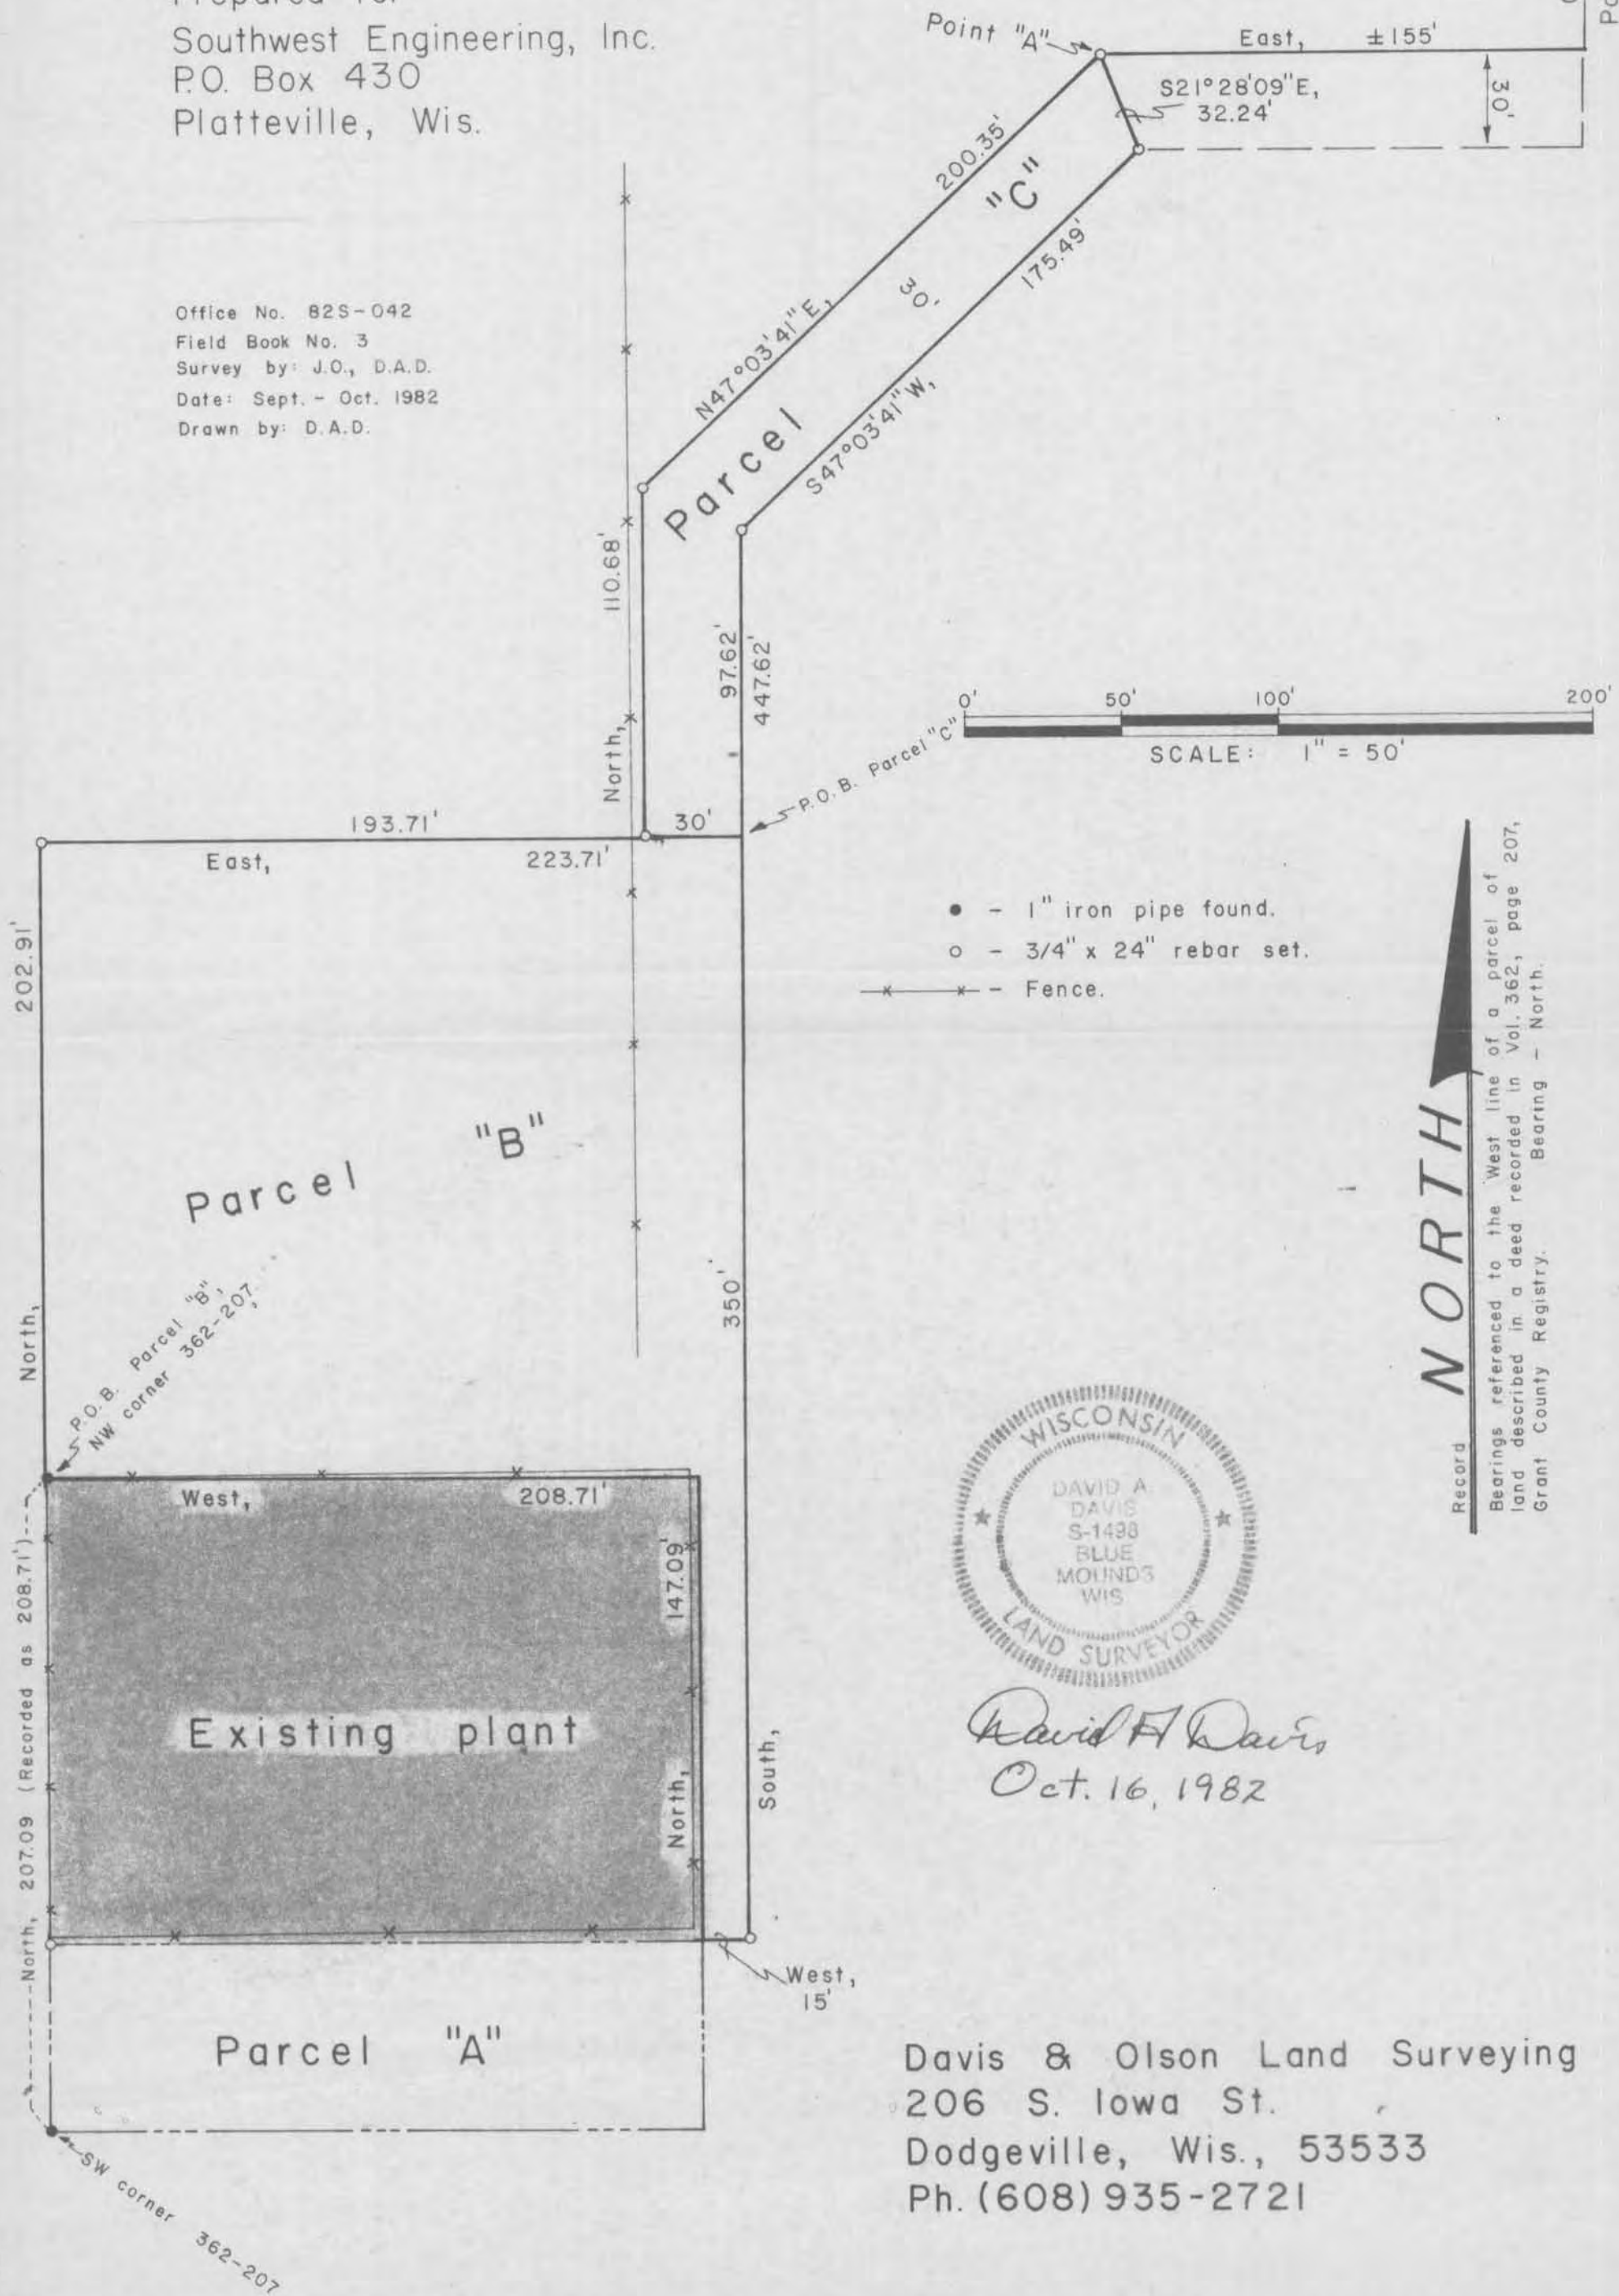 Southwest Engineering, Inc.
P.O. Box 430
Platteville, Wis.
Point "A"
East, ±155'
S21°28'09"E,
32.24'
30'
200.35'
"C"
175.49'
30'
N47°03'41"E,
S47°03'41"W,
Parcel
Office No. 82S-042
Field Book No. 3
Survey by: J.O., D.A.D.
Date: Sept. - Oct. 1982
Drawn by: D.A.D.
110.68'
North,
97.62'
447.62'
P.O.B. Parcel "C"
0' 50' 100' 200'
SCALE: 1" = 50'
193.71'
30'
East, 223.71'
202.91'
North,
● - 1" iron pipe found.
○ - 3/4" x 24" rebar set.
x x - Fence.
NORTH
Record
Bearings referenced to the West line of a parcel of
land described in a deed recorded in Vol. 362, page 207,
Grant County Registry. Bearing - North.
Parcel "B"
P.O.B. Parcel "B",
NW corner 362-207
350'
South,
West, 208.71'
147.09'
North,
Existing plant
North, 207.09 (Recorded as 208.71')
West,
15'
Parcel "A"
SW corner 362-207
WISCONSIN
DAVID A
DAVIS
S-1498
BLUE
MOUNDS
WIS
LAND SURVEYOR
David A Davis
Oct. 16, 1982
Davis & Olson Land Surveying
206 S. Iowa St.
Dodgeville, Wis., 53533
Ph. (608) 935-2721